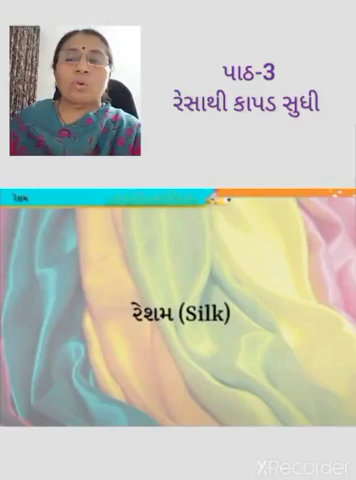 પાઠ-3
રેસાથી કાપડ સુધી
રેશમ
રેશમ (Silk)
XRecorder